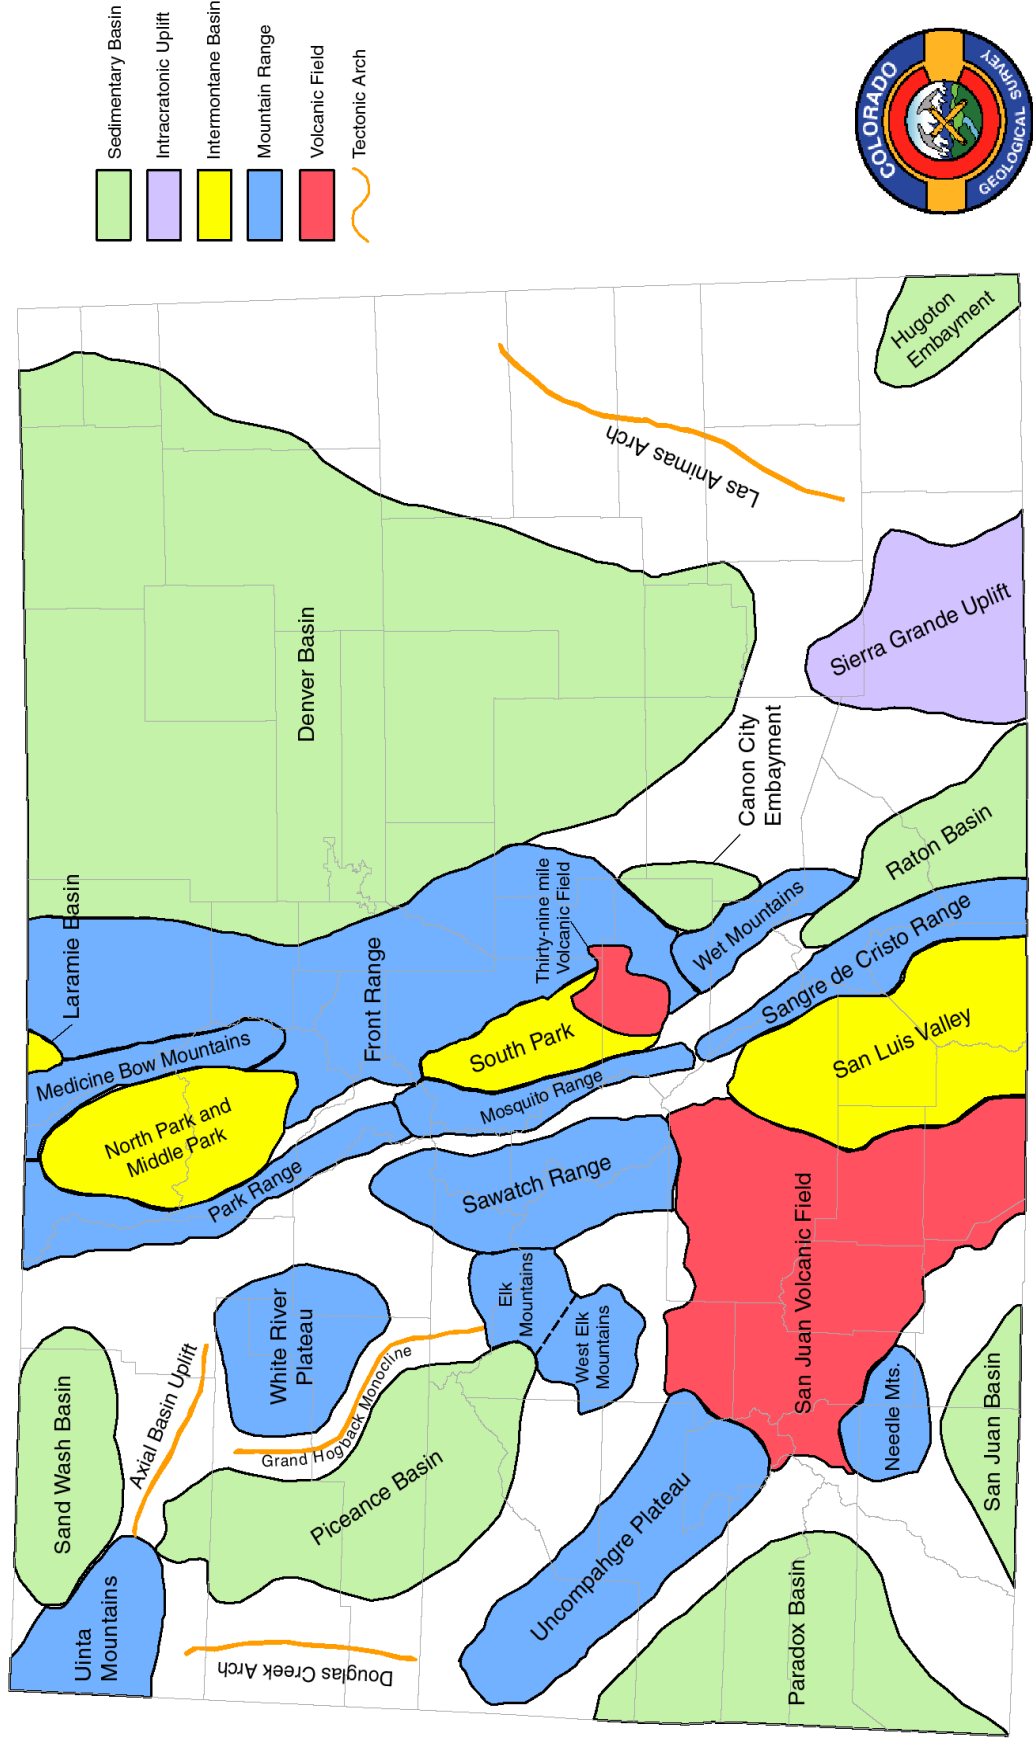 Sedimentary Basin
Intracratonic Uplift
Intermontane Basin
Mountain Range
Volcanic Field
Tectonic Arch
COLORADO
GEOLOGICAL SURVEY
Uinta
Mountains
Sand Wash Basin
Axial Basin Uplift
Douglas Creek Arch
Piceance Basin
Grand Hogback Monocline
White River
Plateau
Park Range
North Park and
Middle Park
Medicine Bow Mountains
Laramie Basin
Front Range
Denver Basin
Elk
Mountains
West Elk
Mountains
Sawatch Range
Mosquito Range
South Park
Thirty-nine mile
Volcanic Field
Uncompahgre Plateau
Paradox Basin
San Juan Volcanic Field
Needle Mts.
San Juan Basin
San Luis Valley
Sangre de Cristo Range
Wet Mountains
Canon City
Embayment
Raton Basin
Sierra Grande Uplift
Las Animas Arch
Hugoton
Embayment